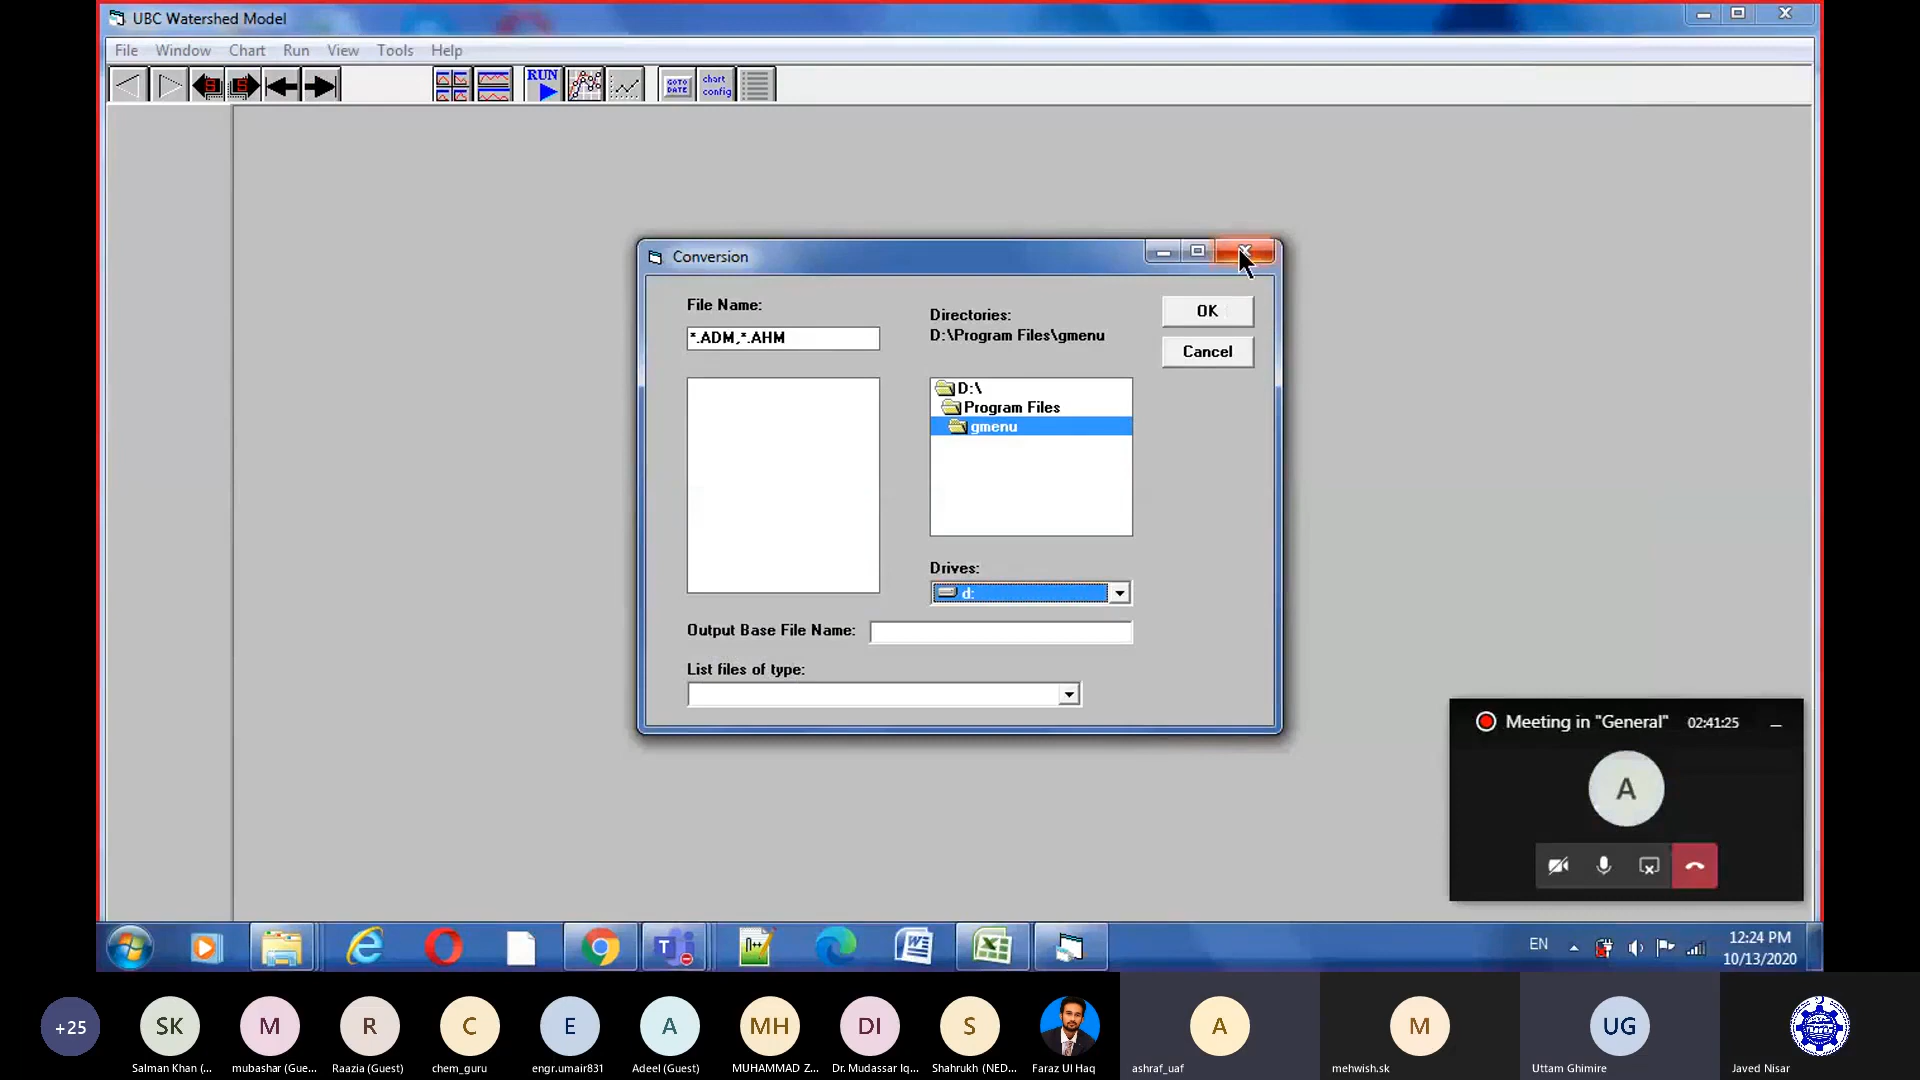 UBC Watershed Model
File Window Chart Run View Tools Help
RUN
GOTO DATE
chart config
Conversion
File Name:
*.ADM,*.AHM
Directories:
D:\Program Files\gmenu
OK
Cancel
D:\
Program Files
gmenu
Drives:
d:
Output Base File Name:
List files of type:
Meeting in "General" 02:41:25
A
EN
12:24 PM
10/13/2020
+25
SK
M
R
C
E
A
MH
DI
S
A
M
UG
Salman Khan (...
mubashar (Gue...
Raazia (Guest)
chem_guru
engr.umair831
Adeel (Guest)
MUHAMMAD Z...
Dr. Mudassar Iq...
Shahrukh (NED...
Faraz Ul Haq
ashraf_uaf
mehwish.sk
Uttam Ghimire
Javed Nisar